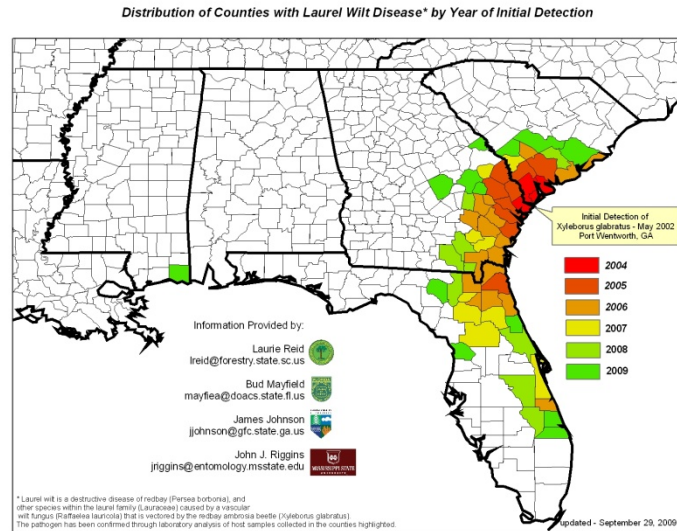 Distribution of Counties with Laurel Wilt Disease* by Year of Initial Detection
Initial Detection of
Xyleborus glabratus - May 2002
Port Wentworth, GA
2004
2005
2006
2007
2008
2009
Information Provided by:
Laurie Reid
lreid@forestry.state.sc.us
Bud Mayfield
mayfiea@doacs.state.fl.us
James Johnson
jjohnson@gfc.state.ga.us
John J. Riggins
jriggins@entomology.msstate.edu
MISSISSIPPI STATE
* Laurel wilt is a destructive disease of redbay (Persea borbonia), and
other species within the laurel family (Lauraceae) caused by a vascular
wilt fungus (Raffaelea lauricola) that is vectored by the redbay ambrosia beetle (Xyleborus glabratus).
The pathogen has been confirmed through laboratory analysis of host samples collected in the counties highlighted.
updated - September 29, 2009